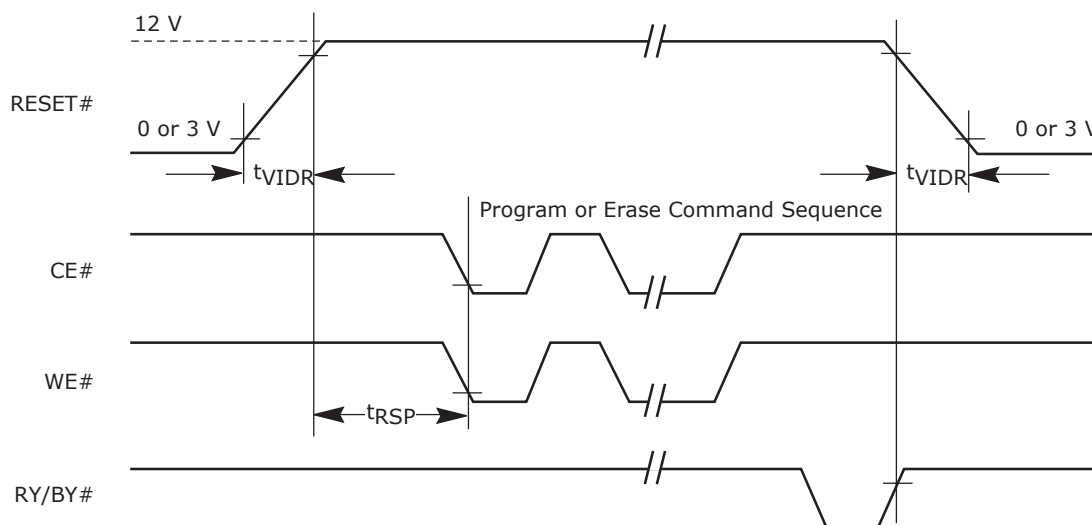 12 V
RESET#
0 or 3 V
0 or 3 V
tVIDR
tVIDR
Program or Erase Command Sequence
CE#
WE#
tRSP
RY/BY#